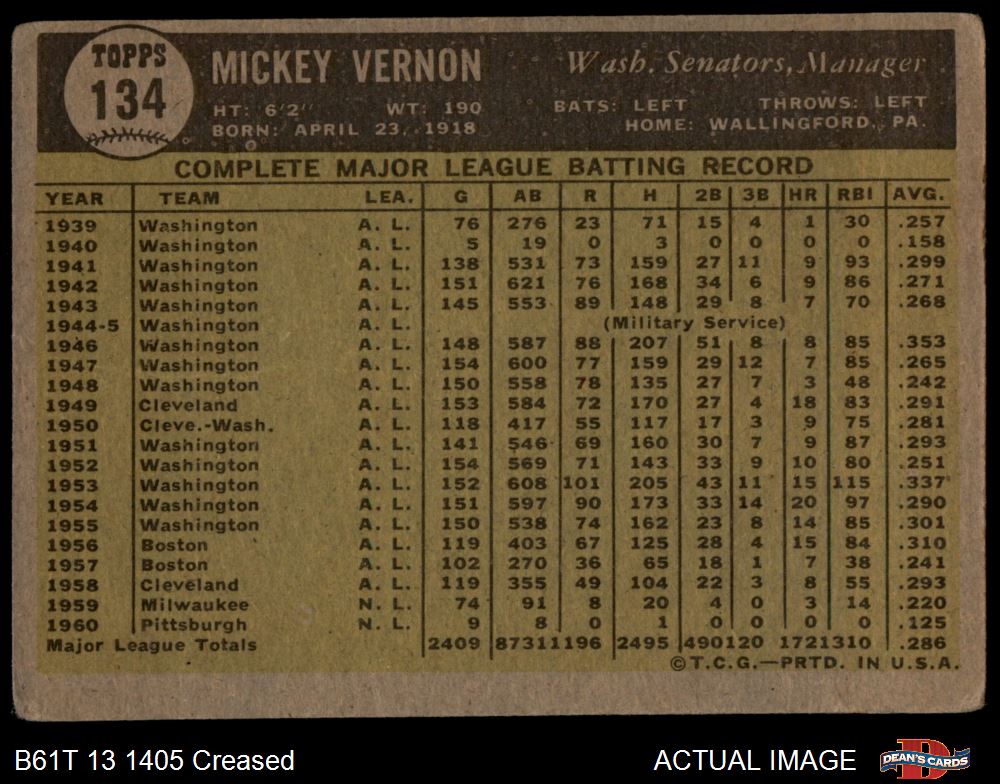 TOPPS
134
MICKEY VERNON
Wash. Senators, Manager
HT: 6'2" WT: 190 BATS: LEFT THROWS: LEFT
BORN: APRIL 23, 1918 HOME: WALLINGFORD, PA.
COMPLETE MAJOR LEAGUE BATTING RECORD
YEAR TEAM LEA. G AB R H 2B 3B HR RBI AVG.
1939 Washington A. L. 76 276 23 71 15 4 1 30 .257
1940 Washington A. L. 5 19 0 3 0 0 0 0 .158
1941 Washington A. L. 138 531 73 159 27 11 9 93 .299
1942 Washington A. L. 151 621 76 168 34 6 9 86 .271
1943 Washington A. L. 145 553 89 148 29 8 7 70 .268
1944-5 Washington A. L. (Military Service)
1946 Washington A. L. 148 587 88 207 51 8 8 85 .353
1947 Washington A. L. 154 600 77 159 29 12 7 85 .265
1948 Washington A. L. 150 558 78 135 27 7 3 48 .242
1949 Cleveland A. L. 153 584 72 170 27 4 18 83 .291
1950 Cleve.-Wash. A. L. 118 417 55 117 17 3 9 75 .281
1951 Washington A. L. 141 546 69 160 30 7 9 87 .293
1952 Washington A. L. 154 569 71 143 33 9 10 80 .251
1953 Washington A. L. 152 608 101 205 43 11 15 115 .337
1954 Washington A. L. 151 597 90 173 33 14 20 97 .290
1955 Washington A. L. 150 538 74 162 23 8 14 85 .301
1956 Boston A. L. 119 403 67 125 28 4 15 84 .310
1957 Boston A. L. 102 270 36 65 18 1 7 38 .241
1958 Cleveland A. L. 119 355 49 104 22 3 8 55 .293
1959 Milwaukee N. L. 74 91 8 20 4 0 3 14 .220
1960 Pittsburgh N. L. 9 8 0 1 0 0 0 0 .125
Major League Totals 2409 8731 1196 2495 490 120 172 1310 .286
©T.C.G.—PRTD. IN U.S.A.
B61T 13 1405 Creased ACTUAL IMAGE
D
DEAN'S CARDS